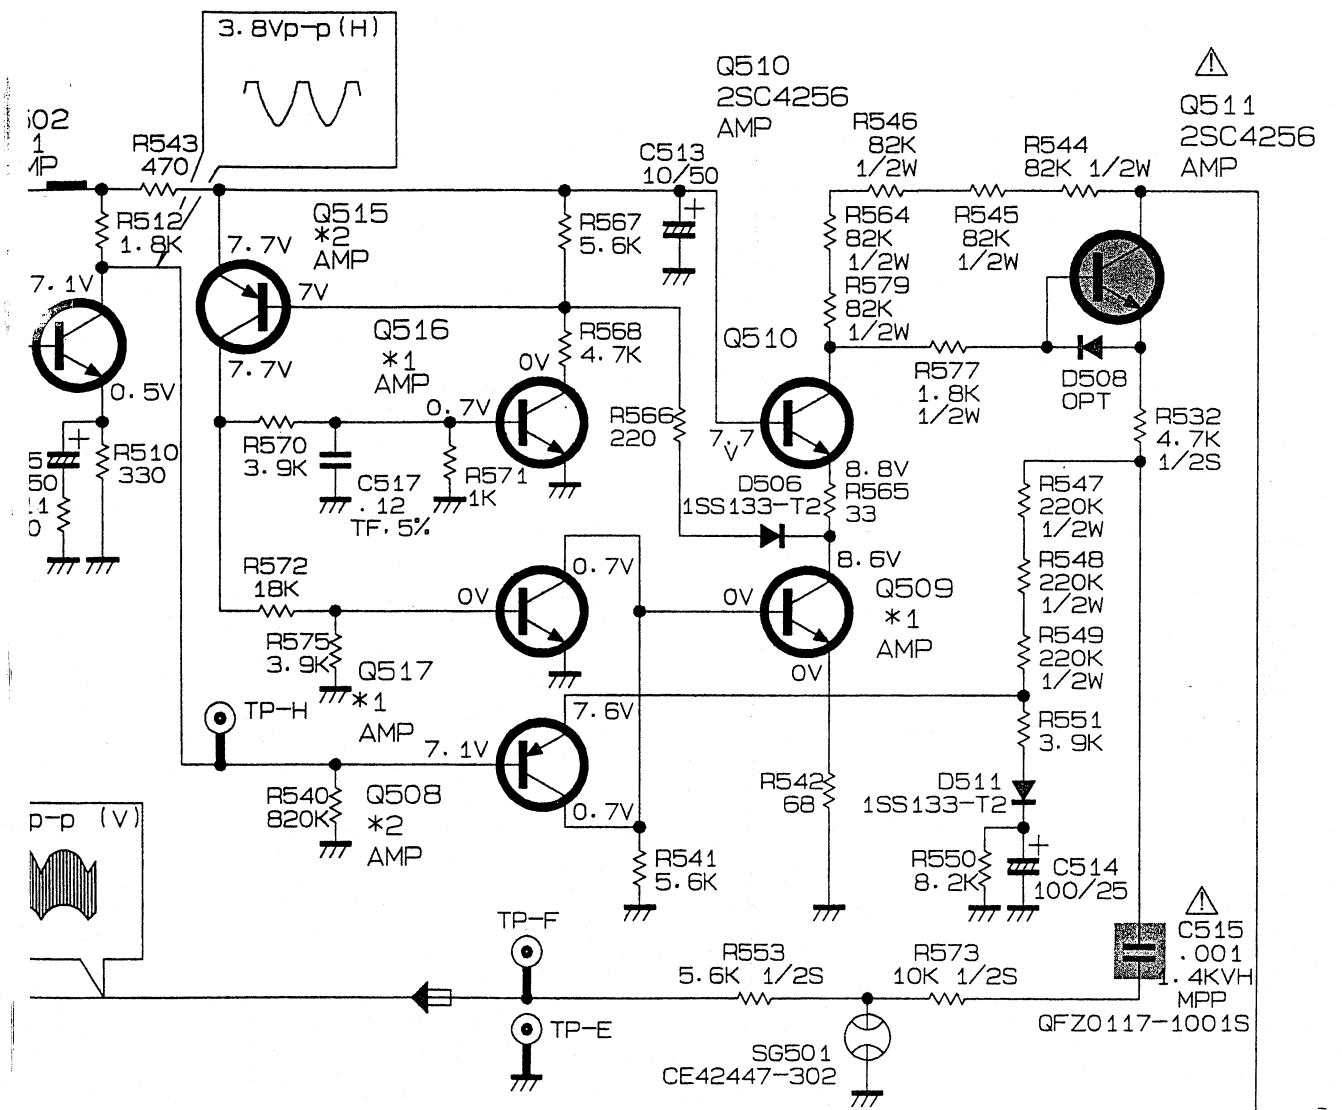 3.8Vp-p(H)
502
1
MP
R543
470
R512
1.8K
7.1V
0.5V
R510
330
5
50
11
0
Q515
*2
AMP
7.7V
7V
7.7V
Q516
*1
AMP
0V
0.7V
R567
5.6K
R568
4.7K
C513
10/50
+
Q510
2SC4256
AMP
Q510
R546
82K
1/2W
R564
82K
1/2W
R579
82K
1/2W
R545
82K
1/2W
R544
82K 1/2W
Q511
2SC4256
AMP
R577
1.8K
1/2W
D508
OPT
R532
4.7K
1/2S
R570
3.9K
C517
.12
TF.5%
R571
1K
R566
220
7.7
V
8.8V
D506
1SS133-T2
R565
33
8.6V
R547
220K
1/2W
R548
220K
1/2W
R549
220K
1/2W
R572
18K
0V
0.7V
0V
Q509
*1
AMP
0V
R575
3.9K
Q517
*1
AMP
TP-H
7.6V
7.1V
0.7V
R551
3.9K
R540
820K
Q508
*2
AMP
R542
68
D511
1SS133-T2
R541
5.6K
R550
8.2K
+
C514
100/25
p-p (V)
TP-F
TP-E
R553
5.6K 1/2S
R573
10K 1/2S
C515
.001
1.4KVH
MPP
QFZ0117-1001S
SG501
CE42447-302